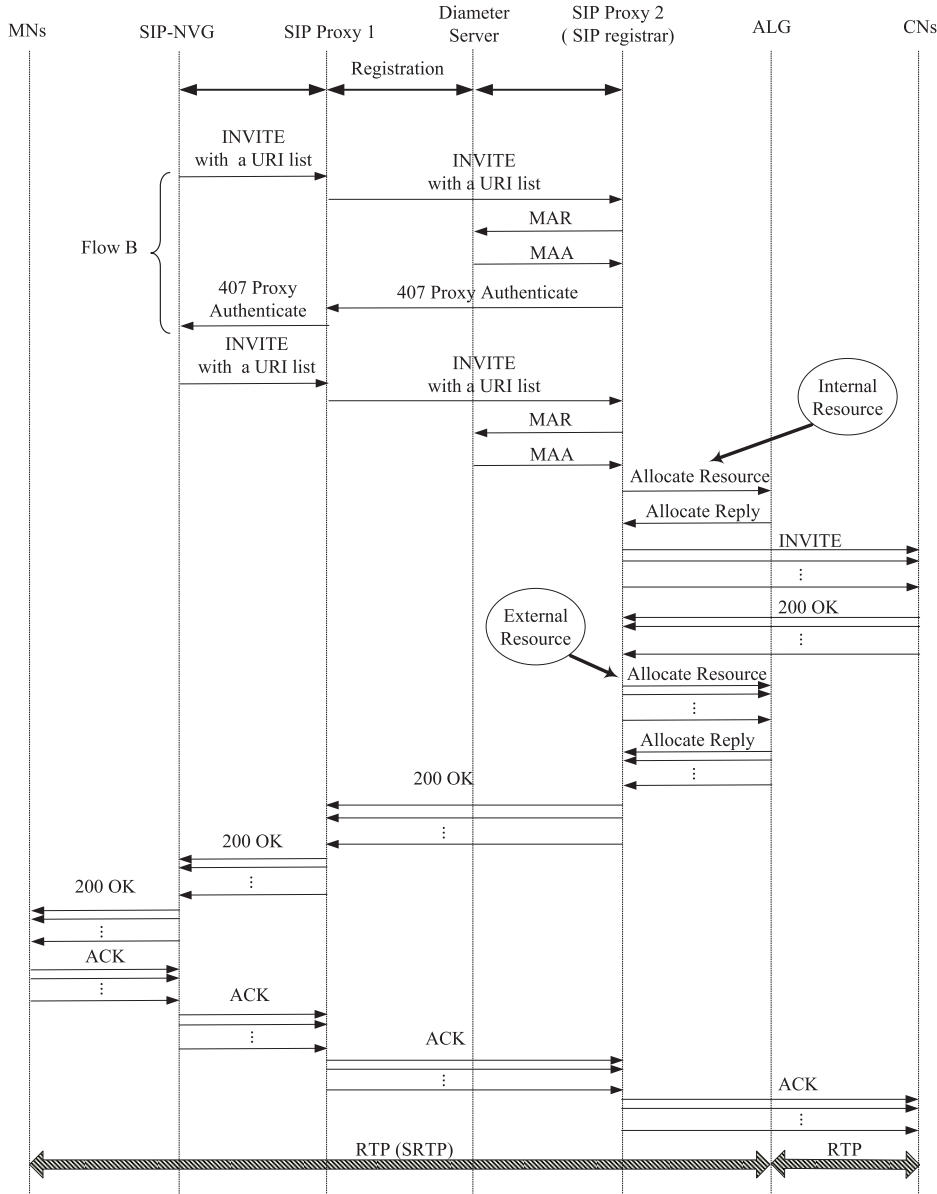 MNs
SIP-NVG
SIP Proxy 1
Diameter
Server
SIP Proxy 2
( SIP registrar)
ALG
CNs
Registration
INVITE
with a URI list
INVITE
with a URI list
MAR
Flow B
MAA
407 Proxy
Authenticate
407 Proxy Authenticate
INVITE
with a URI list
INVITE
with a URI list
Internal
Resource
MAR
MAA
Allocate Resource
Allocate Reply
INVITE
...
200 OK
External
Resource
...
Allocate Resource
...
Allocate Reply
...
200 OK
...
200 OK
...
200 OK
...
ACK
...
ACK
...
ACK
...
ACK
...
RTP (SRTP)
RTP